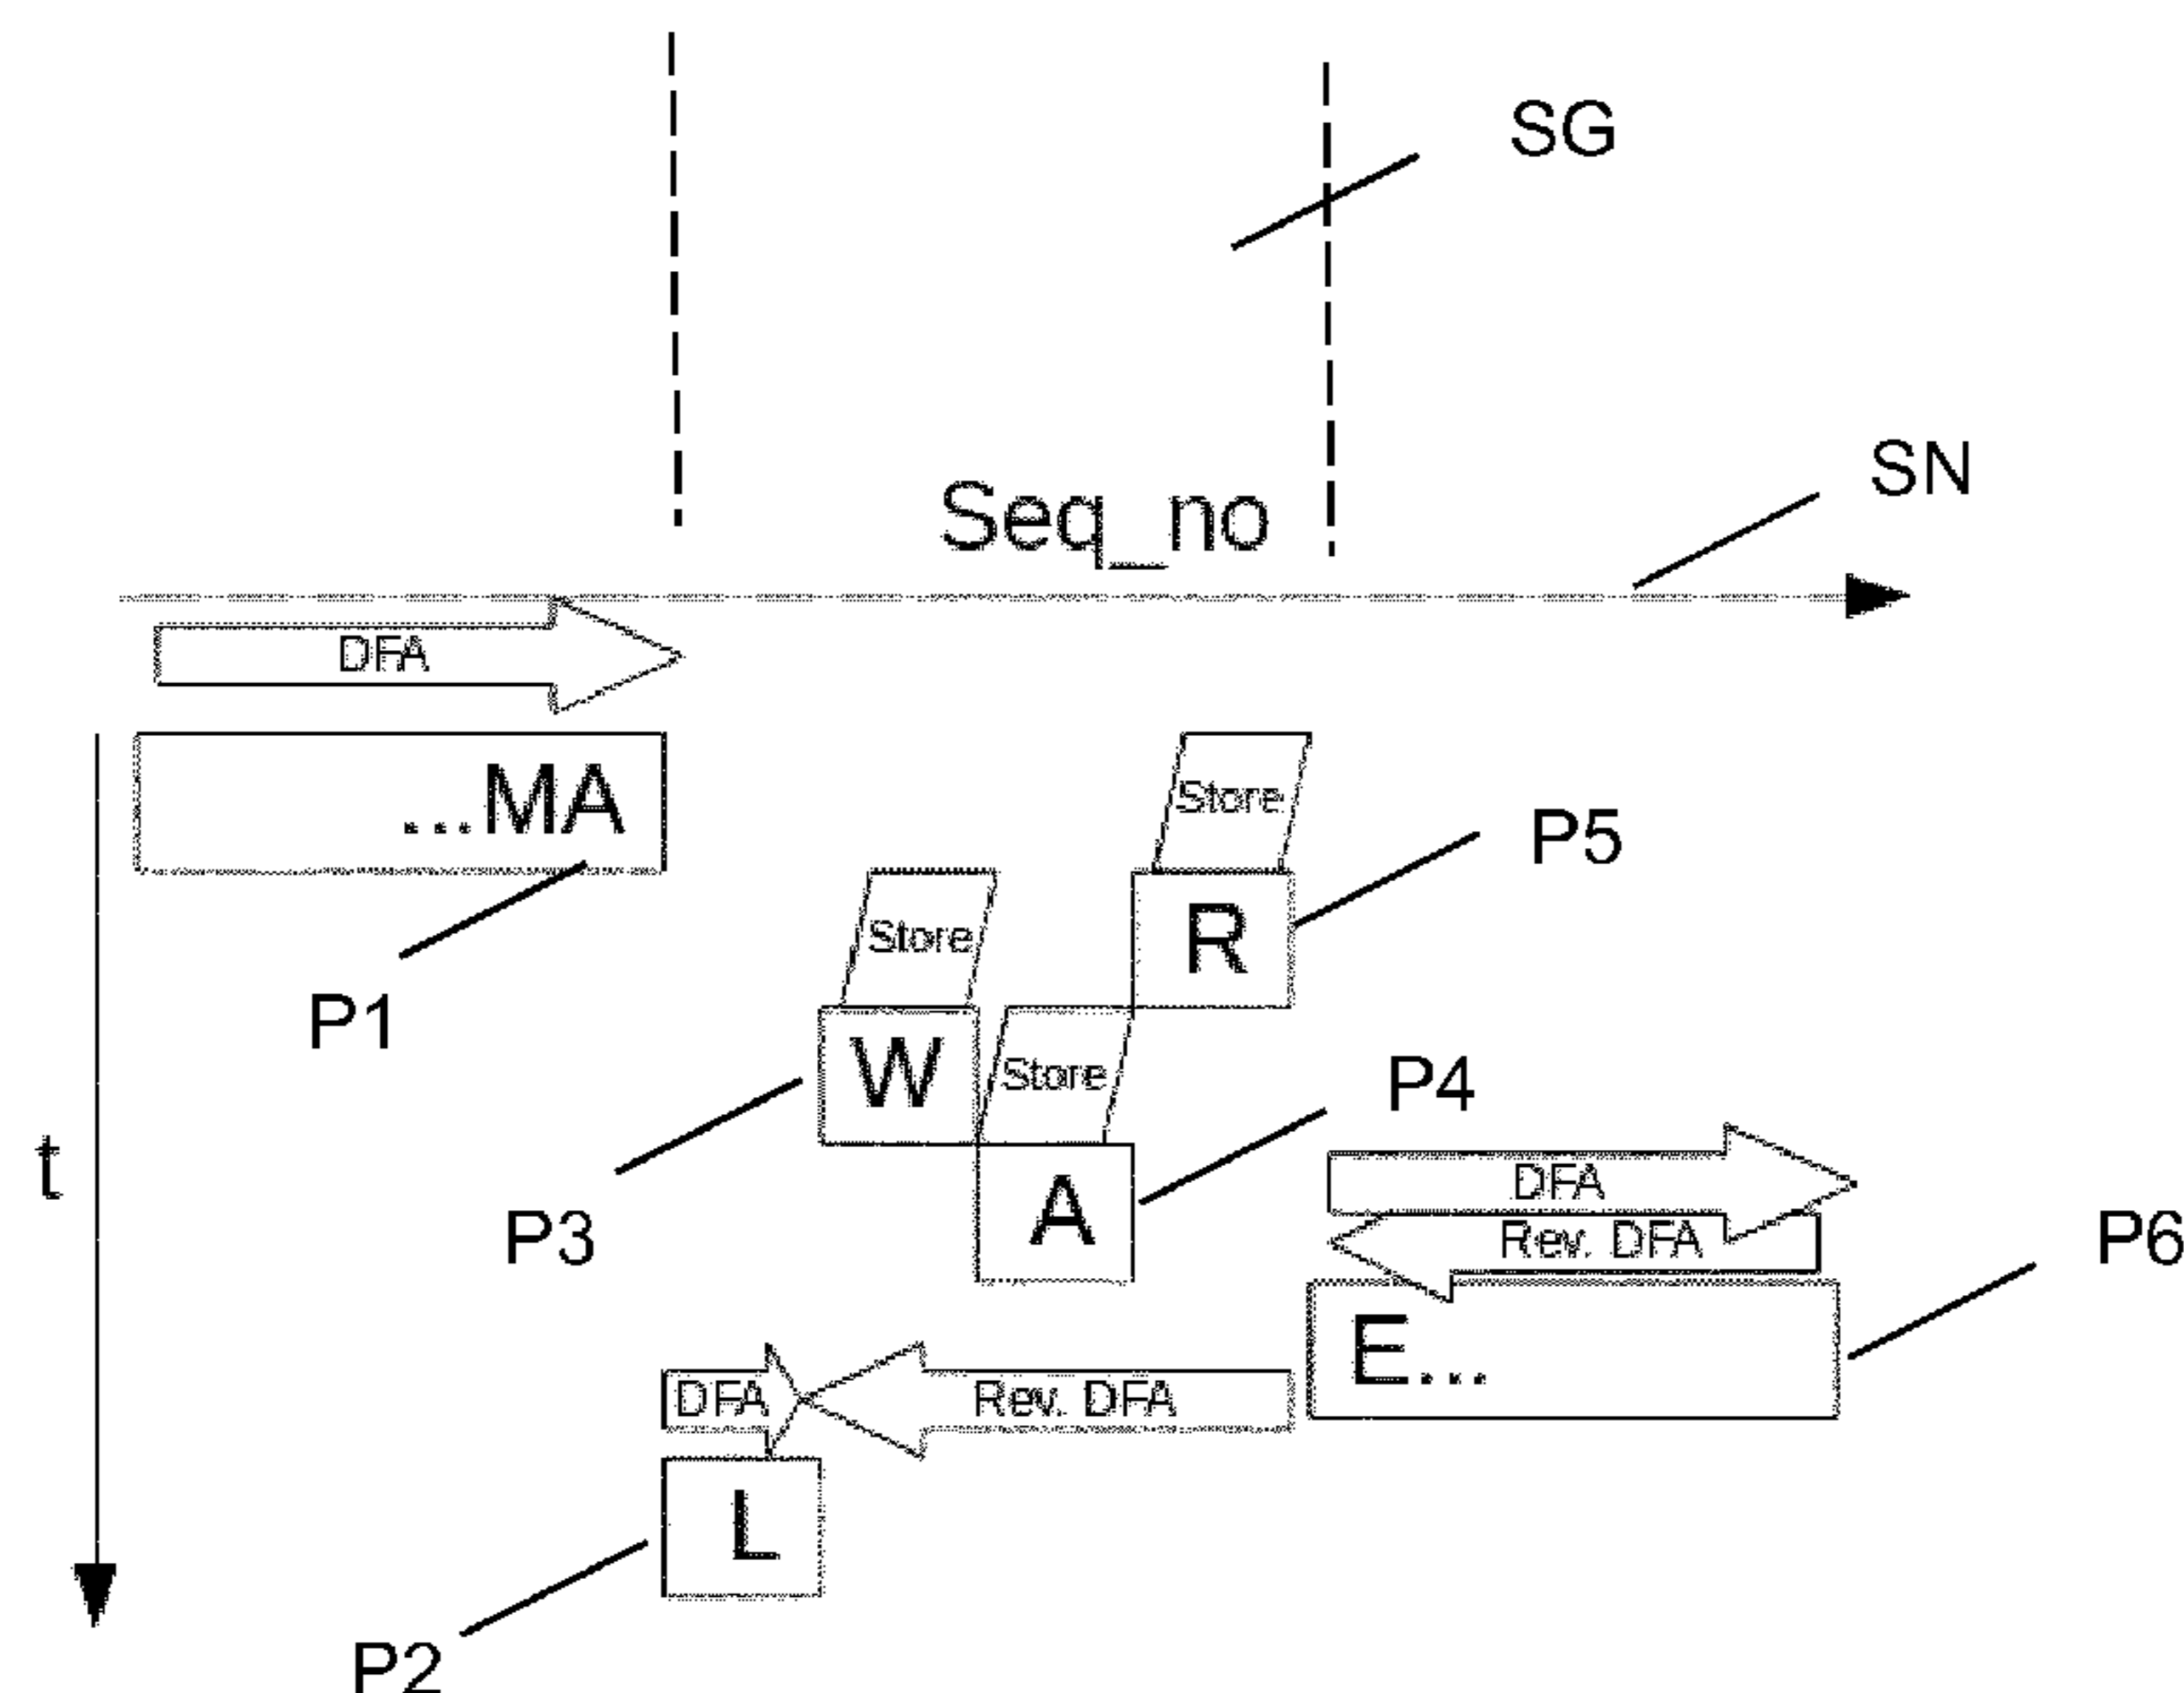 SG
SN
Seq_no
DFA
...MA
Store
P5
Store
R
P1
W
Store
P4
t
A
DFA
P3
Rev. DFA
P6
E...
DFA
Rev. DFA
L
P2